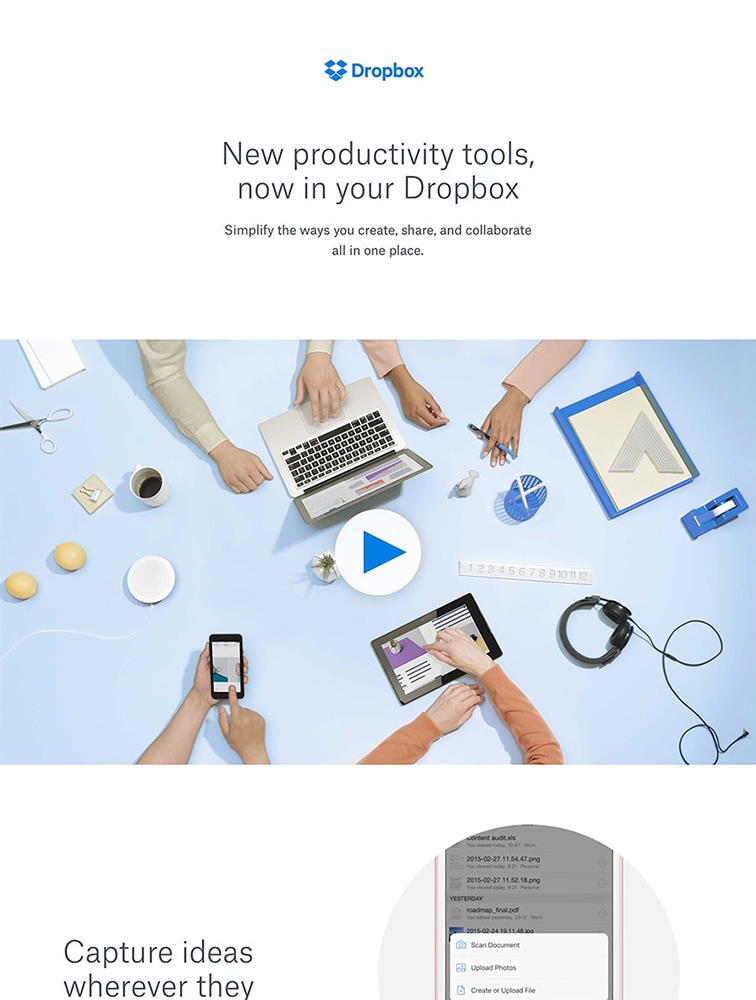 Dropbox
New productivity tools,
now in your Dropbox
Simplify the ways you create, share, and collaborate
all in one place.
1 2 3 4 5 6 7 8 9 10 11 12
Content audit.xls
You viewed today, 10:47 · Work
2015-02-27 11.54.47.png
You viewed today, 9:21 · Personal
2015-02-27 11.52.18.png
You viewed today, 9:21 · Personal
YESTERDAY
roadmap_final.pdf
You edited yesterday, 23:12 · Work
2015-02-24 19.11.48.jpg
Scan Document
Upload Photos
Create or Upload File
Capture ideas
wherever they